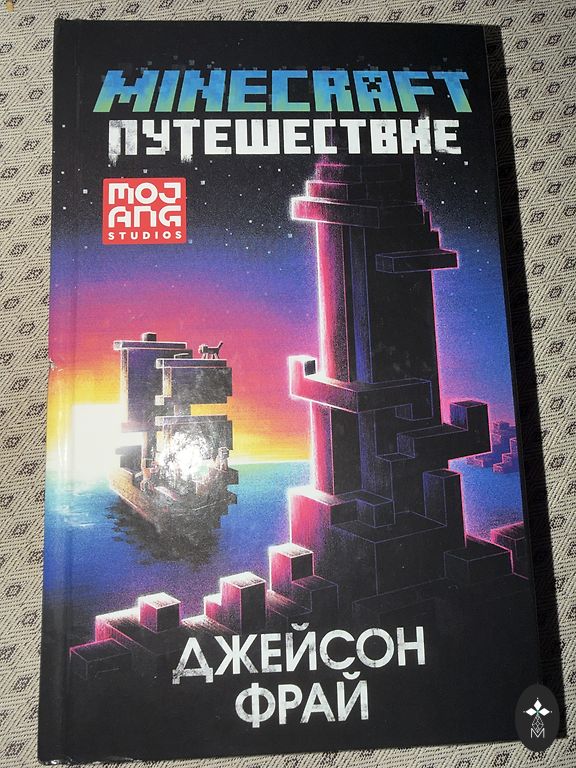 MINECRAFT
ПУТЕШЕСТВИЕ
MOJ
ANG
STUDIOS
ДЖЕЙСОН
ФРАЙ
M